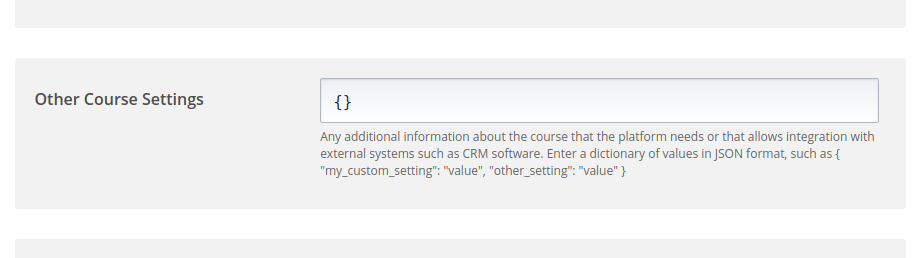 Other Course Settings
{}
Any additional information about the course that the platform needs or that allows integration with
external systems such as CRM software. Enter a dictionary of values in JSON format, such as {
"my_custom_setting": "value", "other_setting": "value" }